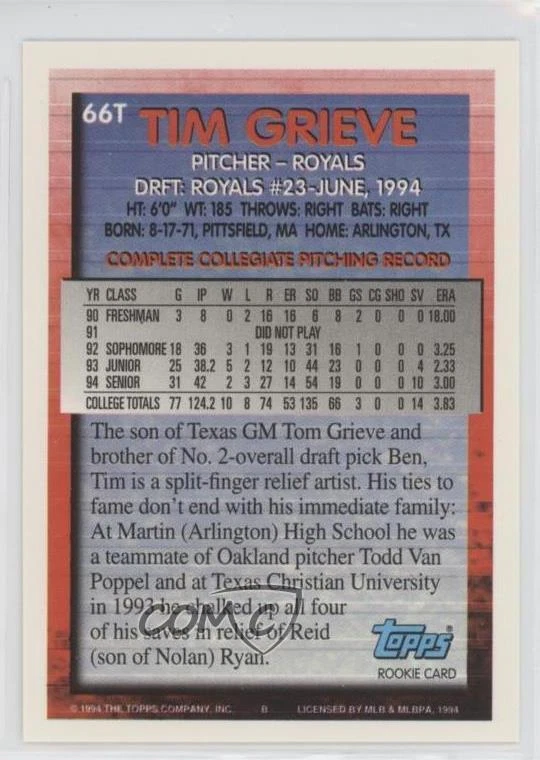 66T
TIM GRIEVE
PITCHER – ROYALS
DRFT: ROYALS #23-JUNE, 1994
HT: 6'0" WT: 185 THROWS: RIGHT BATS: RIGHT
BORN: 8-17-71, PITTSFIELD, MA HOME: ARLINGTON, TX
COMPLETE COLLEGIATE PITCHING RECORD
YR CLASS G IP W L R ER SO BB GS CG SHO SV ERA
90 FRESHMAN 3 8 0 2 16 16 6 8 2 0 0 0 18.00
91 DID NOT PLAY
92 SOPHOMORE 18 36 3 1 19 13 31 16 1 0 0 0 3.25
93 JUNIOR 25 38.2 5 2 12 10 44 23 0 0 0 4 2.33
94 SENIOR 31 42 2 3 27 14 54 19 0 0 0 10 3.00
COLLEGE TOTALS 77 124.2 10 8 74 53 135 66 3 0 0 14 3.83
The son of Texas GM Tom Grieve and
brother of No. 2-overall draft pick Ben,
Tim is a split-finger relief artist. His ties to
fame don't end with his immediate family:
At Martin (Arlington) High School he was
a teammate of Oakland pitcher Todd Van
Poppel and at Texas Christian University
in 1993 he chalked up all four
of his saves in relief of Reid
(son of Nolan) Ryan.
COMC
topps®
ROOKIE CARD
© 1994 THE TOPPS COMPANY, INC. B LICENSED BY MLB & MLBPA, 1994